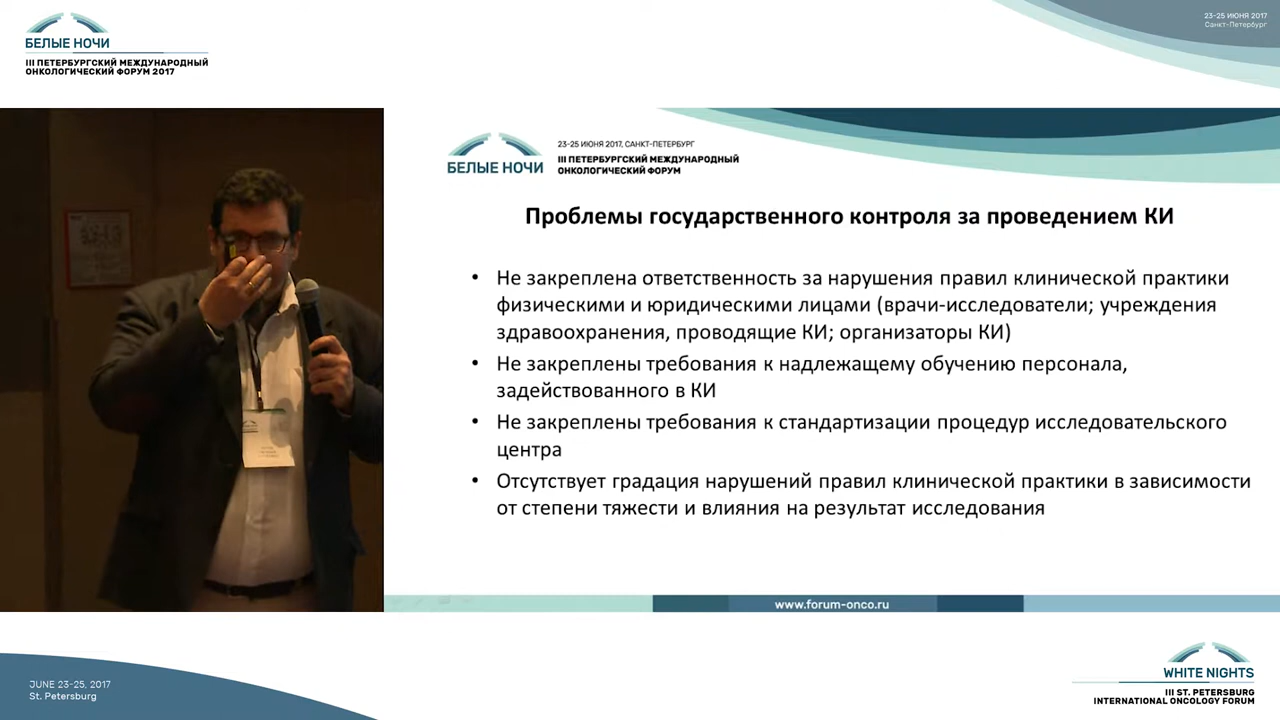 БЕЛЫЕ НОЧИ
III ПЕТЕРБУРГСКИЙ МЕЖДУНАРОДНЫЙ
ОНКОЛОГИЧЕСКИЙ ФОРУМ 2017
23-25 ИЮНЯ 2017
Санкт-Петербург
БЕЛЫЕ НОЧИ
23-25 ИЮНЯ 2017, САНКТ-ПЕТЕРБУРГ
III ПЕТЕРБУРГСКИЙ МЕЖДУНАРОДНЫЙ
ОНКОЛОГИЧЕСКИЙ ФОРУМ
Проблемы государственного контроля за проведением КИ
• Не закреплена ответственность за нарушения правил клинической практики
физическими и юридическими лицами (врачи-исследователи; учреждения
здравоохранения, проводящие КИ; организаторы КИ)
• Не закреплены требования к надлежащему обучению персонала,
задействованного в КИ
• Не закреплены требования к стандартизации процедур исследовательского
центра
• Отсутствует градация нарушений правил клинической практики в зависимости
от степени тяжести и влияния на результат исследования
www.forum-onco.ru
JUNE 23-25, 2017
St. Petersburg
WHITE NIGHTS
III ST. PETERSBURG
INTERNATIONAL ONCOLOGY FORUM